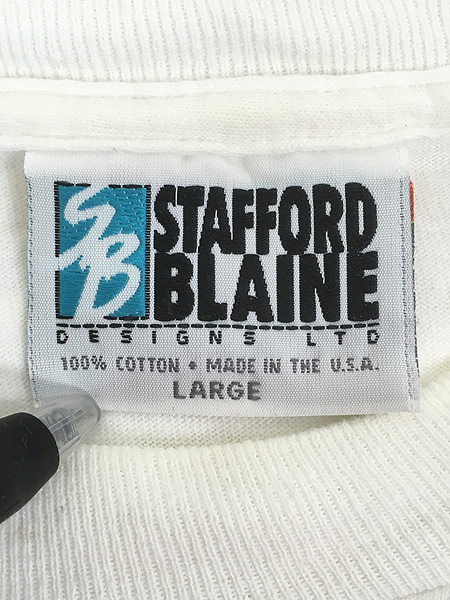 SB
STAFFORD
BLAINE
DESIGNS LTD
100% COTTON • MADE IN THE U.S.A.
LARGE